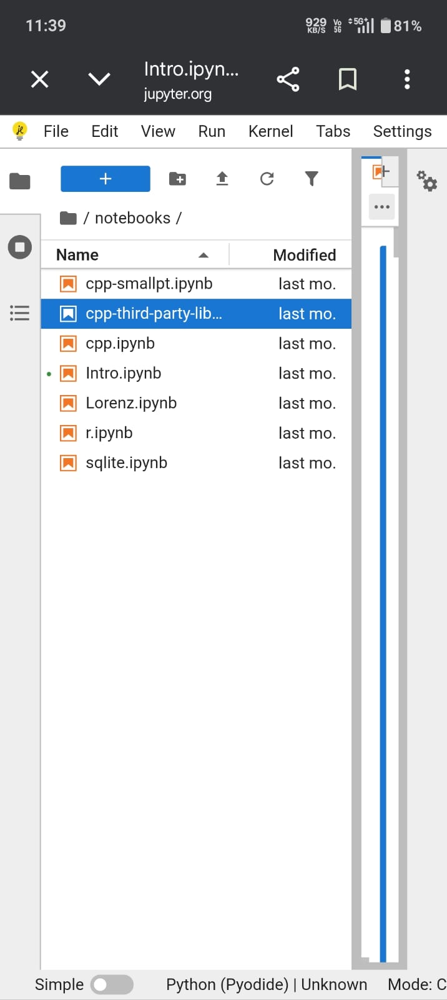 11:39 929 KB/S Vo 5G 5G+ 81%
Intro.ipyn...
jupyter.org
File Edit View Run Kernel Tabs Settings
/ notebooks /
Name Modified
cpp-smallpt.ipynb last mo.
cpp-third-party-lib... last mo.
cpp.ipynb last mo.
Intro.ipynb last mo.
Lorenz.ipynb last mo.
r.ipynb last mo.
sqlite.ipynb last mo.
Simple Python (Pyodide) | Unknown Mode: C